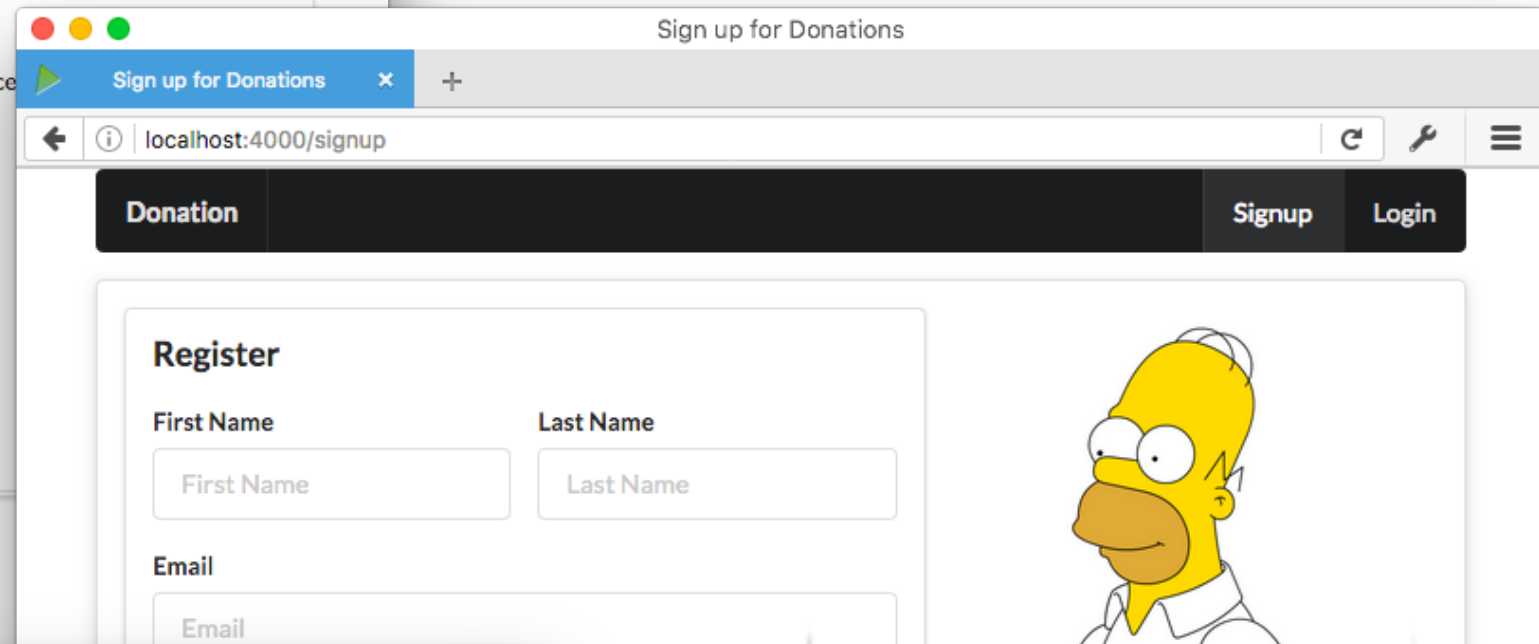 Sign up for Donations
ce
Sign up for Donations
localhost:4000/signup
Donation Signup Login
Register
First Name Last Name
First Name Last Name
Email
Email